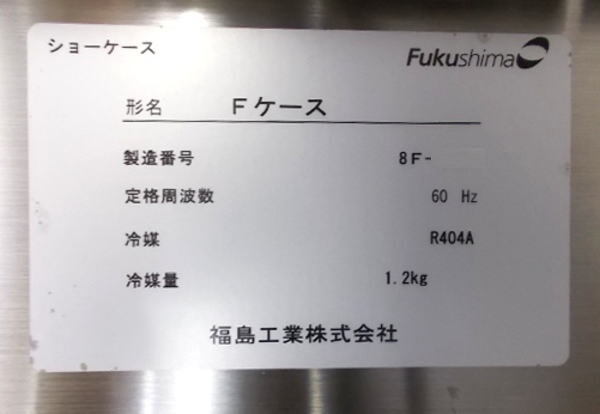 ショーケース
Fukushima
形名 Fケース
製造番号 8F-
定格周波数 60 Hz
冷媒 R404A
冷媒量 1.2kg
福島工業株式会社